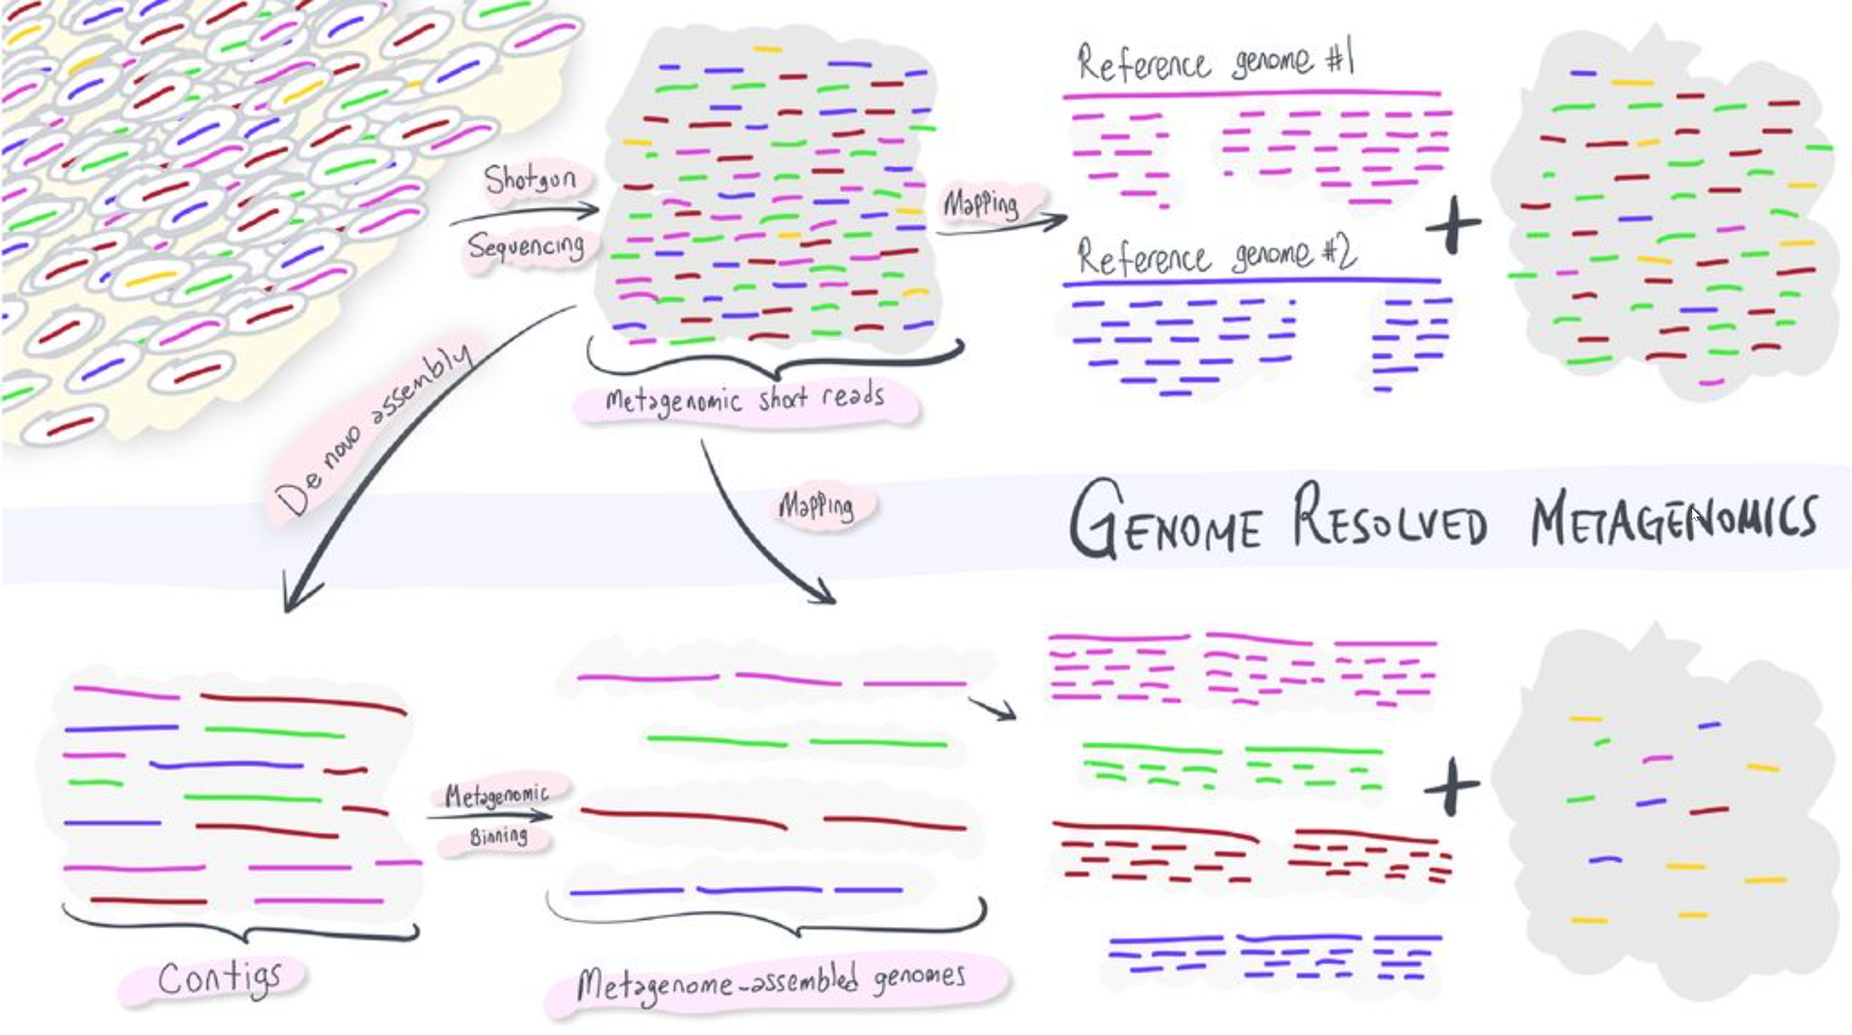 Shotgun
Sequencing
Mapping
Reference genome #1
Reference genome #2
De novo assembly
Metagenomic short reads
Mapping
GENOME RESOLVED METAGENOMICS
Metagenomic
Binning
Contigs
Metagenome-assembled genomes